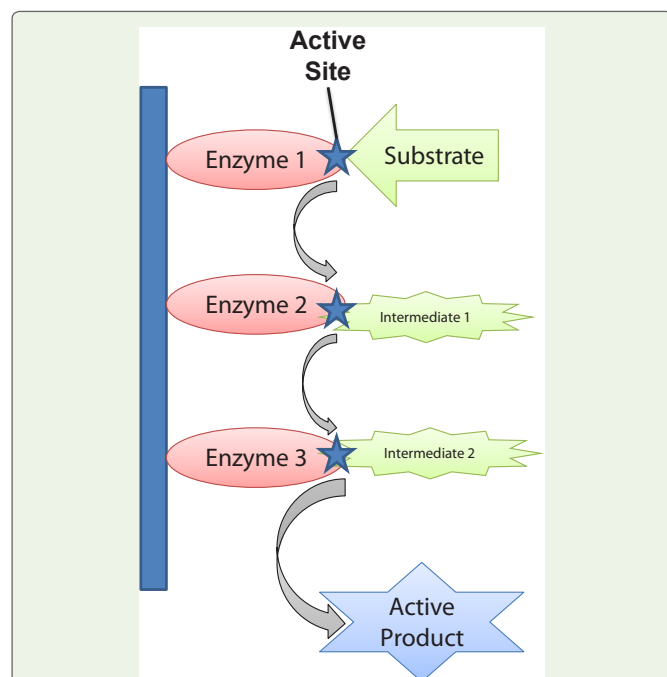 Active
Site
Enzyme 1
Substrate
Enzyme 2
Intermediate 1
Enzyme 3
Intermediate 2
Active
Product